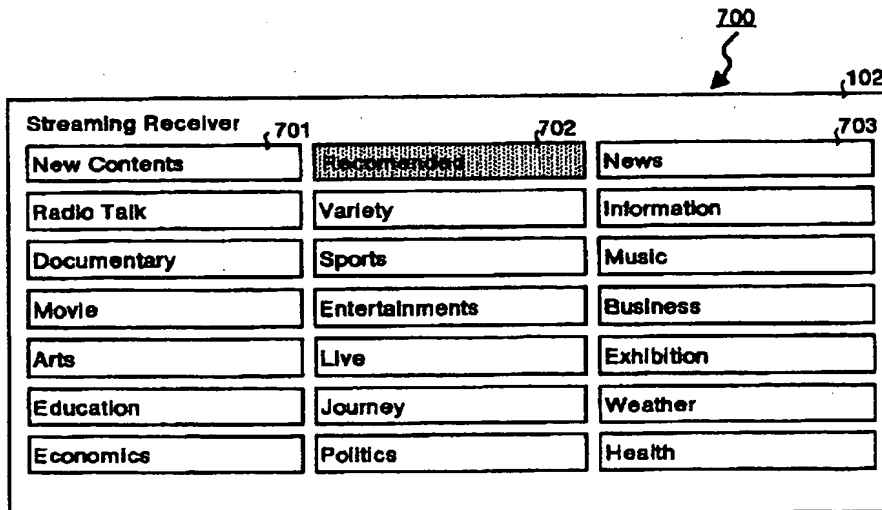 700
102
Streaming Receiver
701
702
703
New Contents
Recomended
News
Radio Talk
Variety
Information
Documentary
Sports
Music
Movie
Entertainments
Business
Arts
Live
Exhibition
Education
Journey
Weather
Economics
Politics
Health